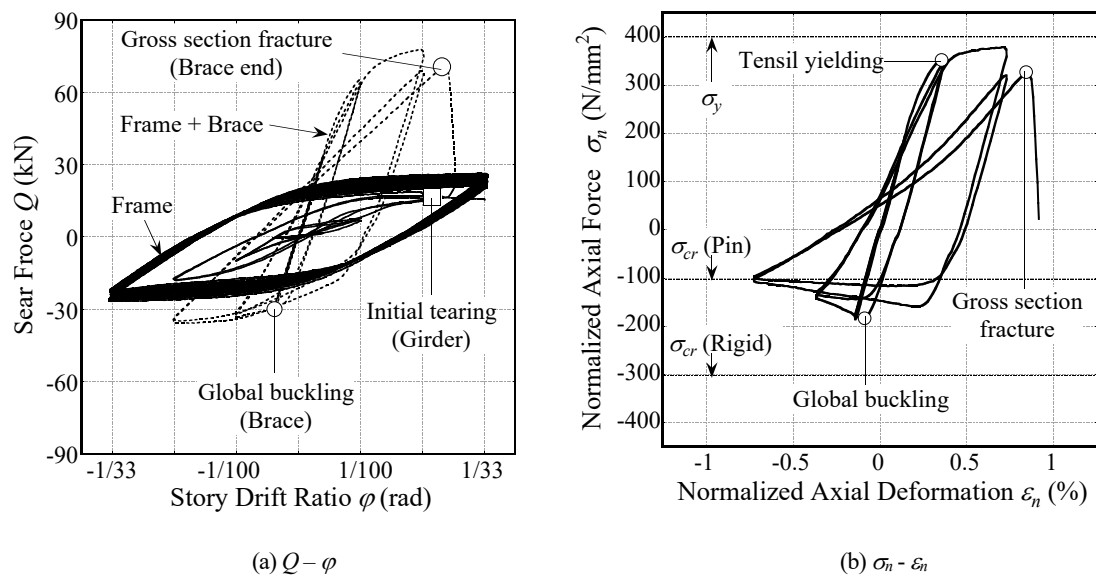 90
60
30
0
-30
-60
-90
Sear Froce Q (kN)
Gross section fracture
(Brace end)
Frame + Brace
Frame
Initial tearing
(Girder)
Global buckling
(Brace)
-1/33
-1/100
1/100
1/33
Story Drift Ratio φ (rad)
(a) Q – φ
400
300
200
100
0
-100
-200
-300
-400
Normalized Axial Force σn (N/mm²)
Tensil yielding
σy
σcr (Pin)
σcr (Rigid)
Gross section
fracture
Global buckling
-1
-0.5
0
0.5
1
Normalized Axial Deformation εn (%)
(b) σn - εn